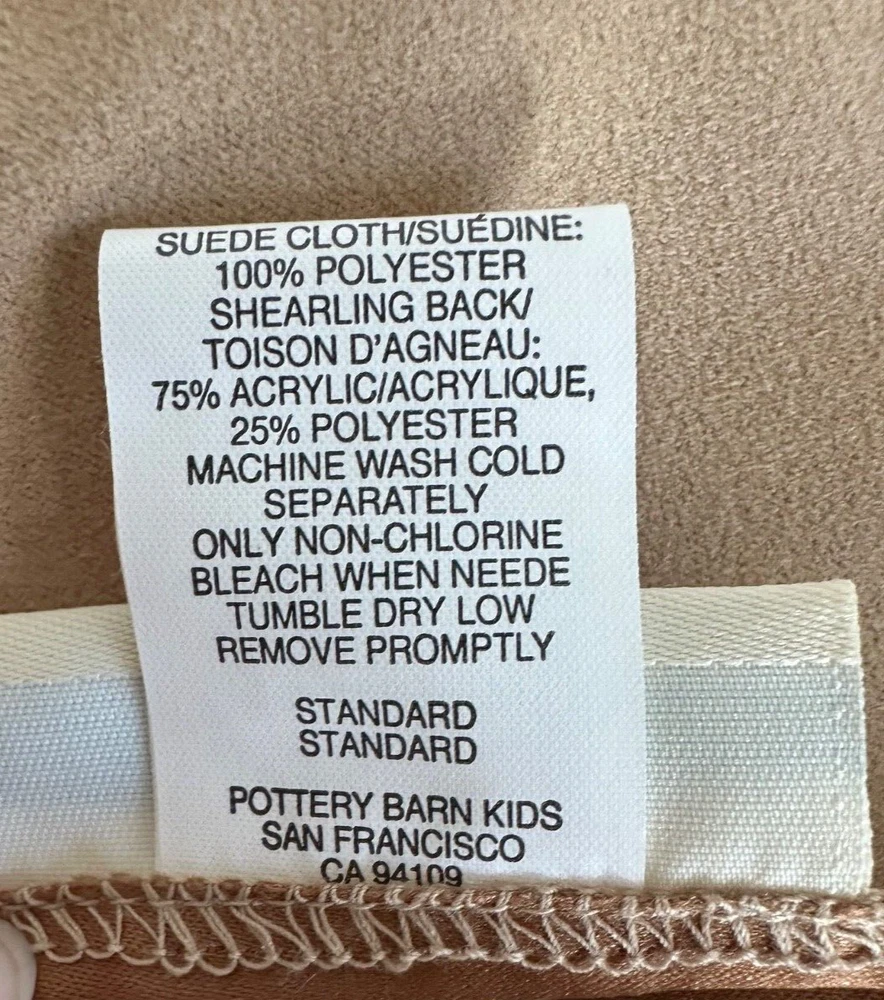 SUEDE CLOTH/SUÉDINE:
100% POLYESTER
SHEARLING BACK/
TOISON D'AGNEAU:
75% ACRYLIC/ACRYLIQUE,
25% POLYESTER
MACHINE WASH COLD
SEPARATELY
ONLY NON-CHLORINE
BLEACH WHEN NEEDE
TUMBLE DRY LOW
REMOVE PROMPTLY
STANDARD
STANDARD
POTTERY BARN KIDS
SAN FRANCISCO
CA 94109